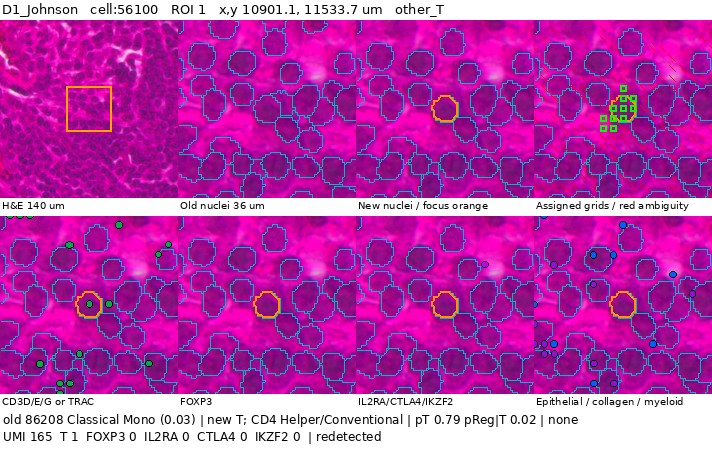 D1_Johnson cell:56100 ROI 1 x,y 10901.1, 11533.7 um other_T
H&E 140 um
Old nuclei 36 um
New nuclei / focus orange
Assigned grids / red ambiguity
CD3D/E/G or TRAC
FOXP3
IL2RA/CTLA4/IKZF2
Epithelial / collagen / myeloid
old 86208 Classical Mono (0.03) | new T; CD4 Helper/Conventional | pT 0.79 pReg|T 0.02 | none
UMI 165 T 1 FOXP3 0 IL2RA 0 CTLA4 0 IKZF2 0 | redetected